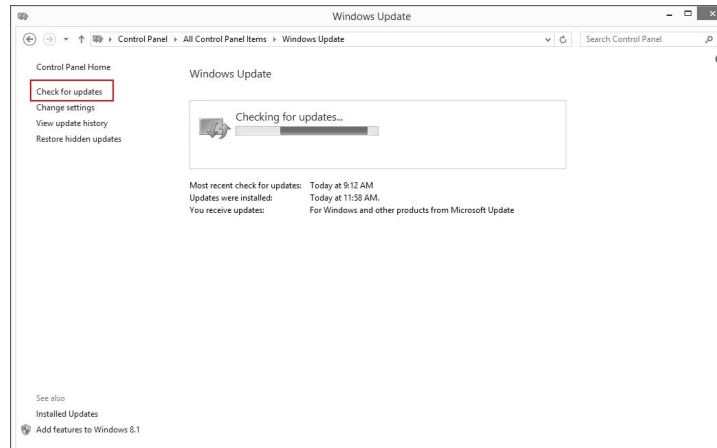 Windows Update
Control Panel
All Control Panel Items
Windows Update
Search Control Panel
Control Panel Home
Check for updates
Change settings
View update history
Restore hidden updates
Windows Update
Checking for updates...
Most recent check for updates: Today at 9:12 AM
Updates were installed: Today at 11:58 AM.
You receive updates: For Windows and other products from Microsoft Update
See also
Installed Updates
Add features to Windows 8.1